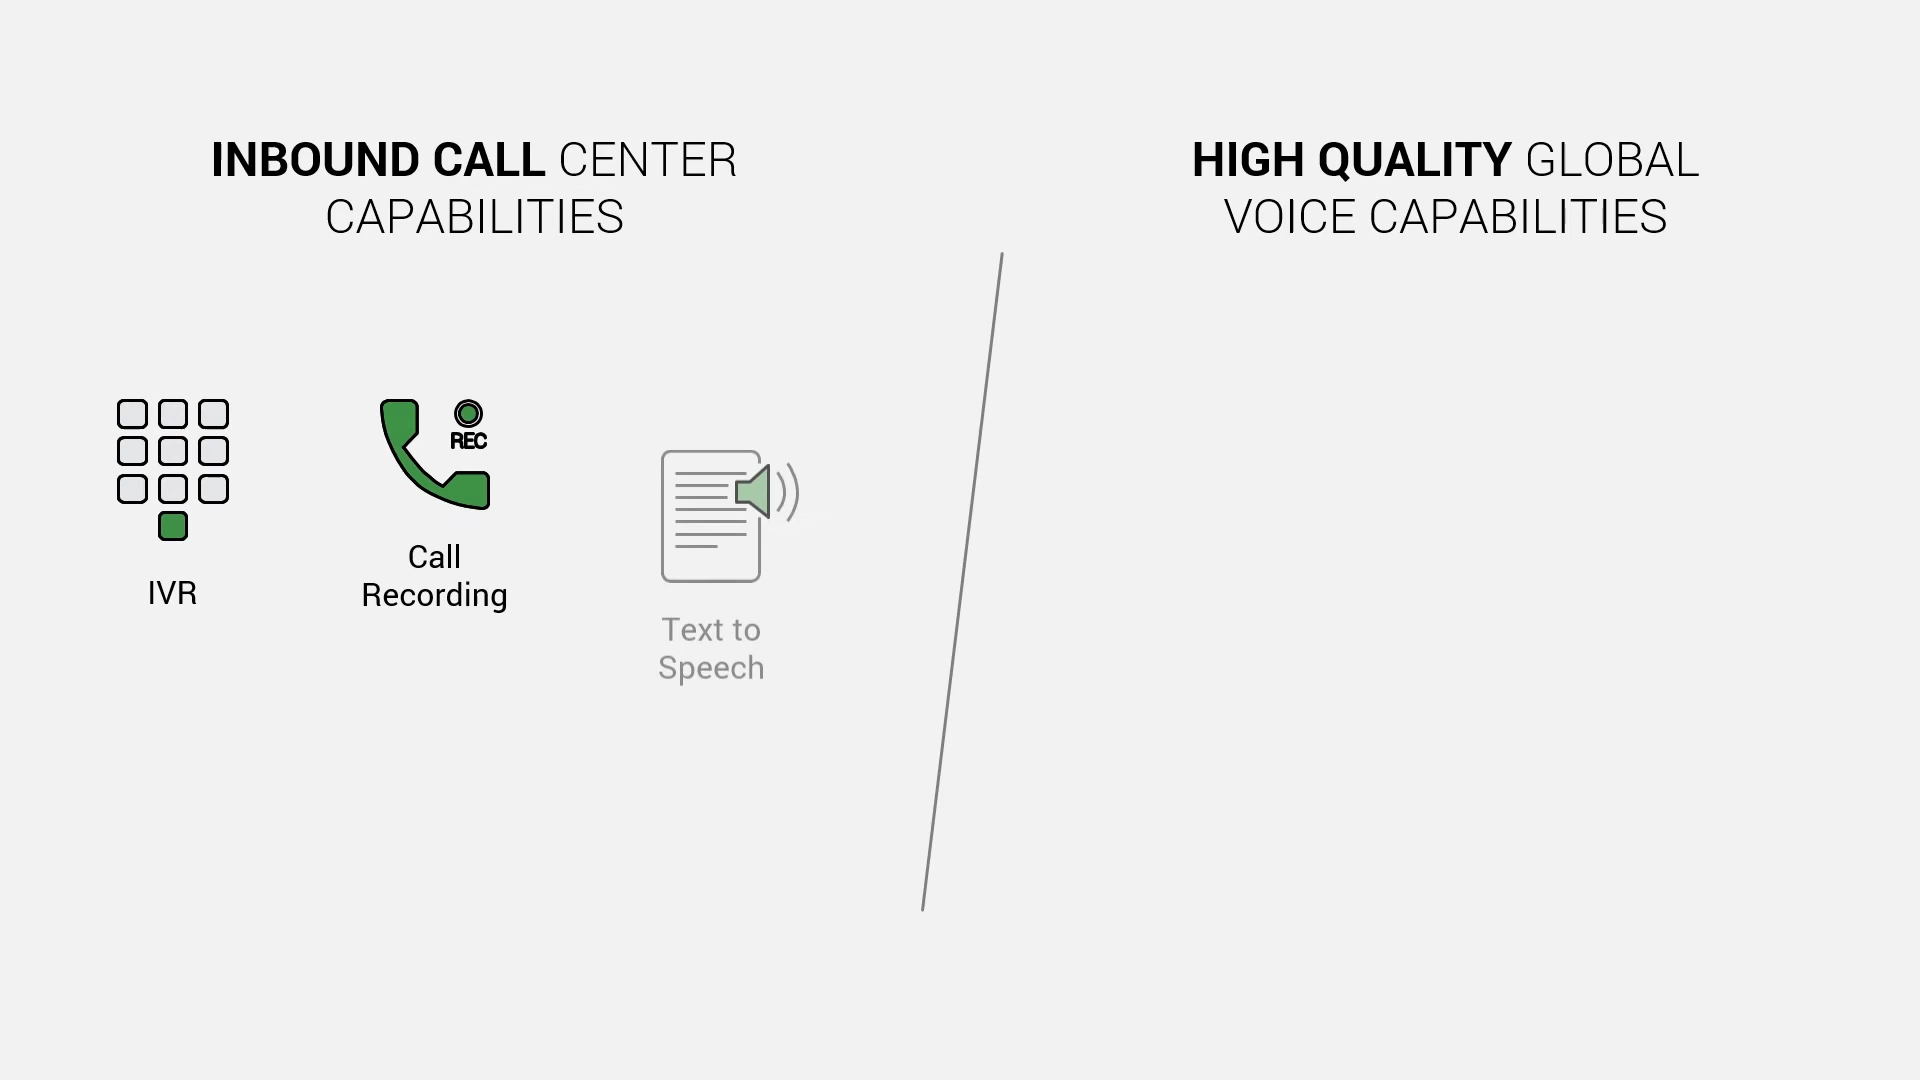 INBOUND CALL CENTER
CAPABILITIES
HIGH QUALITY GLOBAL
VOICE CAPABILITIES
REC
IVR
Call
Recording
Text to
Speech